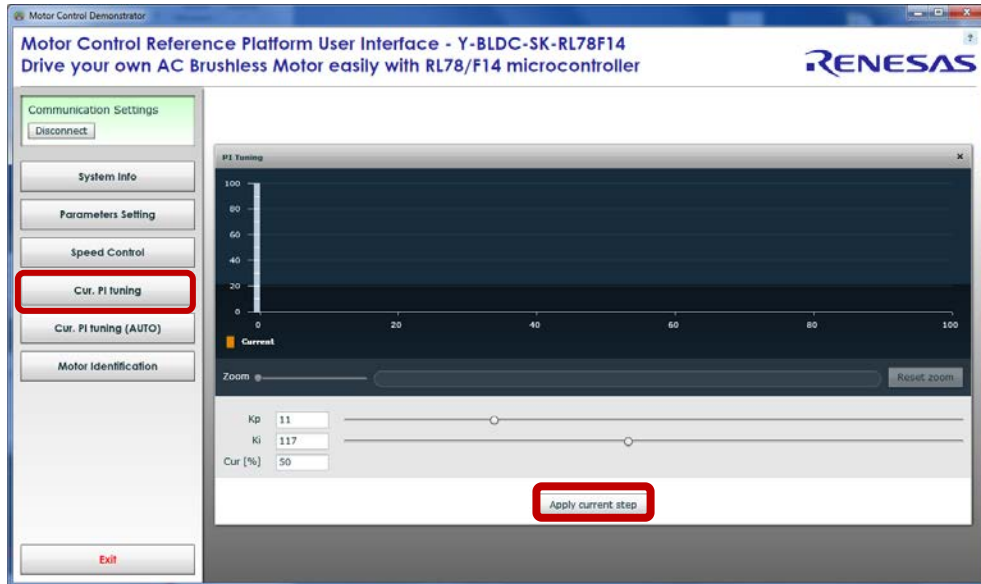 Motor Control Demonstrator
Motor Control Reference Platform User Interface - Y-BLDC-SK-RL78F14
Drive your own AC Brushless Motor easily with RL78/F14 microcontroller
?
RENESAS
Communication Settings
Disconnect
System Info
Parameters Setting
Speed Control
Cur. PI tuning
Cur. PI tuning (AUTO)
Motor Identification
Exit
PI Tuning
100
80
60
40
20
0
0 20 40 60 80 100
Current
Zoom
Reset zoom
Kp 11
Ki 117
Cur [%] 50
Apply current step